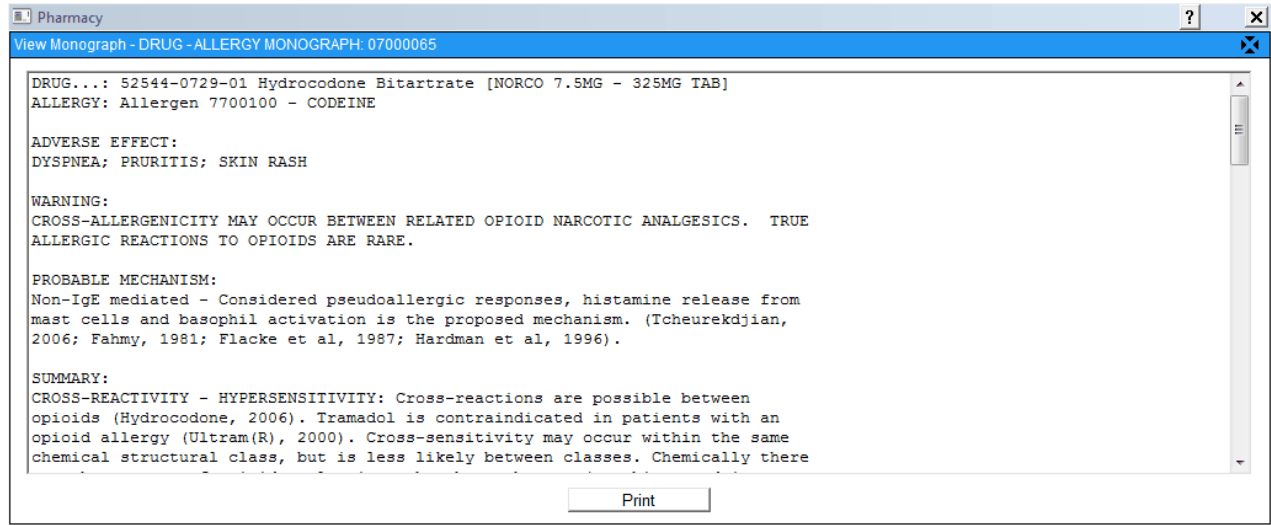 Pharmacy
?
View Monograph - DRUG - ALLERGY MONOGRAPH: 07000065
DRUG...: 52544-0729-01 Hydrocodone Bitartrate [NORCO 7.5MG - 325MG TAB]
ALLERGY: Allergen 7700100 - CODEINE
ADVERSE EFFECT:
DYSPNEA; PRURITIS; SKIN RASH
WARNING:
CROSS-ALLERGENICITY MAY OCCUR BETWEEN RELATED OPIOID NARCOTIC ANALGESICS.  TRUE
ALLERGIC REACTIONS TO OPIOIDS ARE RARE.
PROBABLE MECHANISM:
Non-IgE mediated - Considered pseudoallergic responses, histamine release from
mast cells and basophil activation is the proposed mechanism. (Tcheurekdjian,
2006; Fahmy, 1981; Flacke et al, 1987; Hardman et al, 1996).
SUMMARY:
CROSS-REACTIVITY - HYPERSENSITIVITY: Cross-reactions are possible between
opioids (Hydrocodone, 2006). Tramadol is contraindicated in patients with an
opioid allergy (Ultram(R), 2000). Cross-sensitivity may occur within the same
chemical structural class, but is less likely between classes. Chemically there
Print